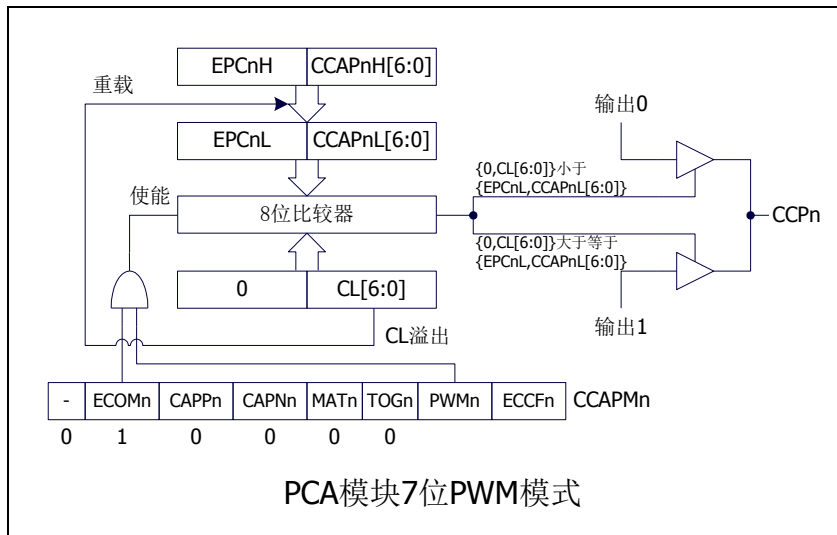 EPCnH CCAPnH[6:0]
重载
输出0
EPCnL CCAPnL[6:0]
{0,CL[6:0]}小于
{EPCnL,CCAPnL[6:0]}
使能
8位比较器
CCPn
{0,CL[6:0]}大于等于
{EPCnL,CCAPnL[6:0]}
0 CL[6:0]
输出1
CL溢出
- ECOMn CAPPn CAPNn MATn TOGn PWMn ECCFn CCAPMn
0 1 0 0 0 0
PCA模块7位PWM模式